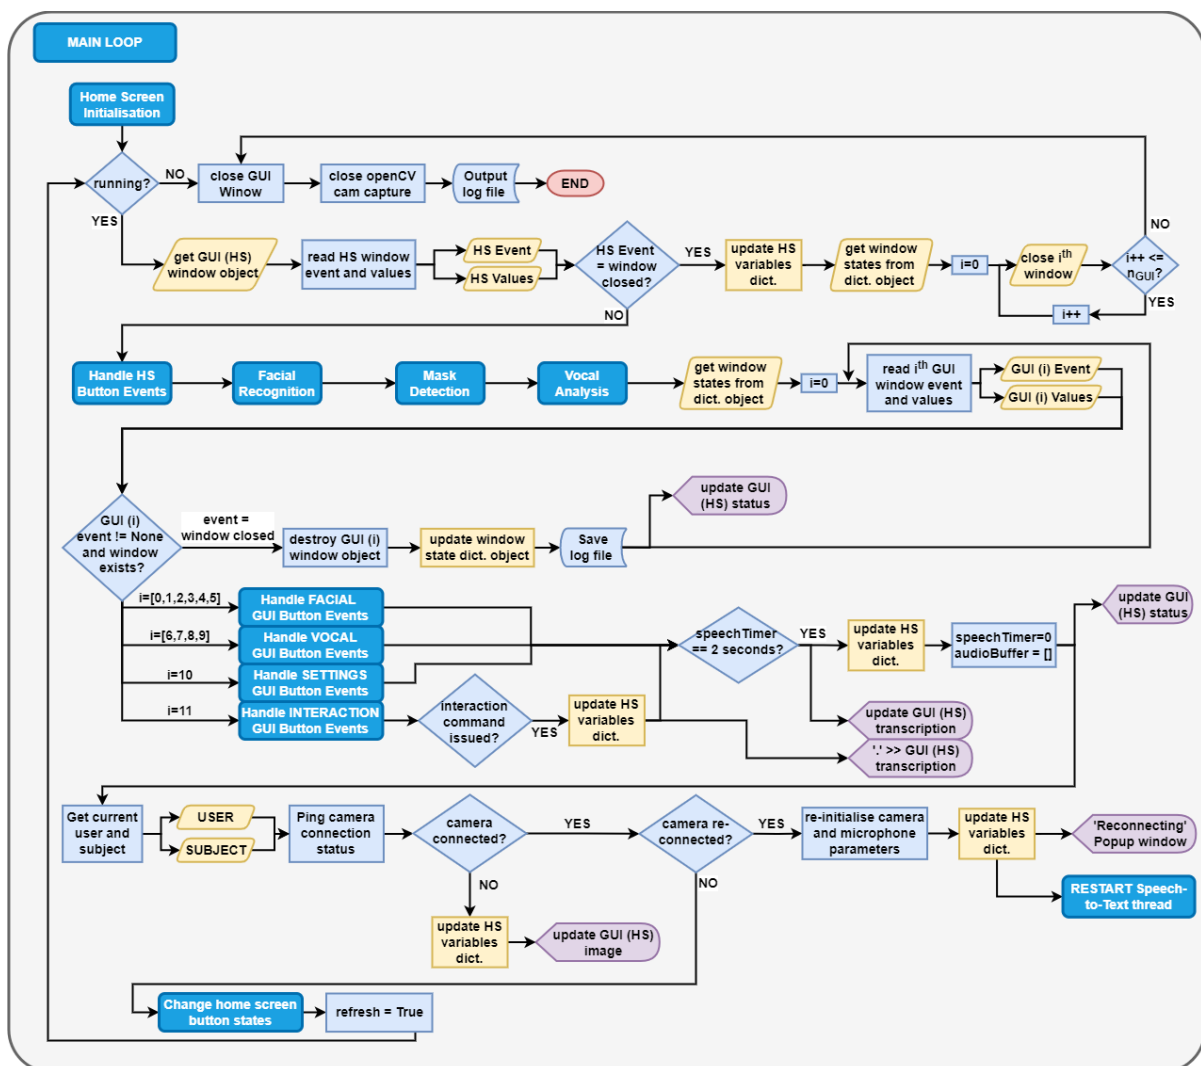 MAIN LOOP
Home Screen
Initialisation
running?
NO
YES
close GUI
Winow
close openCV
cam capture
Output
log file
END
get GUI (HS)
window object
read HS window
event and values
HS Event
HS Values
HS Event
= window
closed?
YES
NO
update HS
variables
dict.
get window
states from
dict. object
i=0
close ith
window
i++ <=
nGUI?
NO
YES
i++
Handle HS
Button Events
Facial
Recognition
Mask
Detection
Vocal
Analysis
get window
states from
dict. object
i=0
read ith GUI
window event
and values
GUI (i) Event
GUI (i) Values
GUI (i)
event != None
and window
exists?
event =
window closed
destroy GUI (i)
window object
update window
state dict. object
Save
log file
update GUI
(HS) status
i=[0,1,2,3,4,5]
Handle FACIAL
GUI Button Events
i=[6,7,8,9]
Handle VOCAL
GUI Button Events
i=10
Handle SETTINGS
GUI Button Events
i=11
Handle INTERACTION
GUI Button Events
interaction
command
issued?
YES
update HS
variables
dict.
speechTimer
== 2 seconds?
YES
update HS
variables
dict.
speechTimer=0
audioBuffer = []
update GUI
(HS) status
update GUI (HS)
transcription
'.' >> GUI (HS)
transcription
Get current
user and
subject
USER
SUBJECT
Ping camera
connection
status
camera
connected?
YES
NO
update HS
variables
dict.
update GUI (HS)
image
camera re-
connected?
YES
NO
re-initialise camera
and microphone
parameters
update HS
variables
dict.
'Reconnecting'
Popup window
RESTART Speech-
to-Text thread
Change home screen
button states
refresh = True